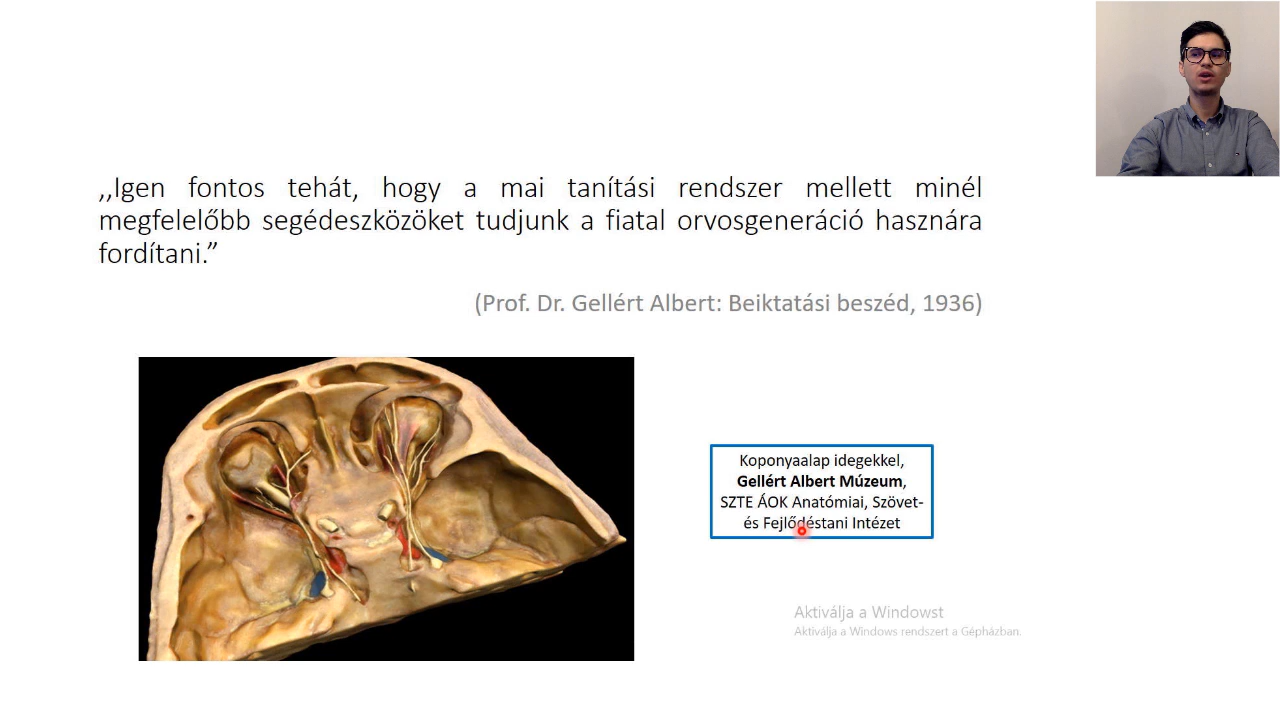 ,,Igen fontos tehát, hogy a mai tanítási rendszer mellett minél
megfelelőbb segédeszközöket tudjunk a fiatal orvosgeneráció hasznára
fordítani.”
(Prof. Dr. Gellért Albert: Beiktatási beszéd, 1936)
Koponyaalap idegekkel,
Gellért Albert Múzeum,
SZTE ÁOK Anatómiai, Szövet-
és Fejlődéstani Intézet
Aktiválja a Windowst
Aktiválja a Windows rendszert a Gépházban.